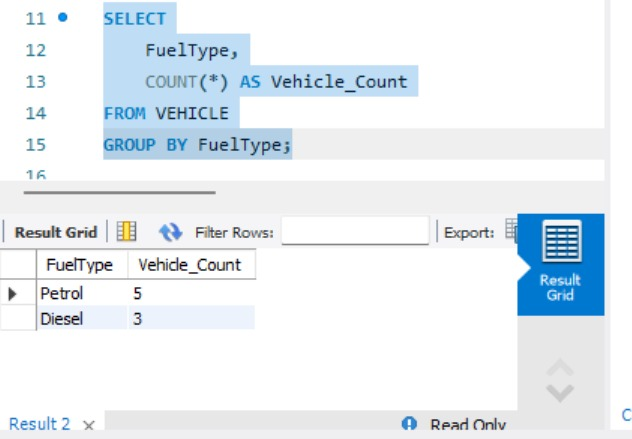 11 SELECT
12 FuelType,
13 COUNT(*) AS Vehicle_Count
14 FROM VEHICLE
15 GROUP BY FuelType;
16
Result Grid Filter Rows: Export:
FuelType Vehicle_Count
Petrol 5
Diesel 3
Result
Grid
Result 2 × Read Only
C